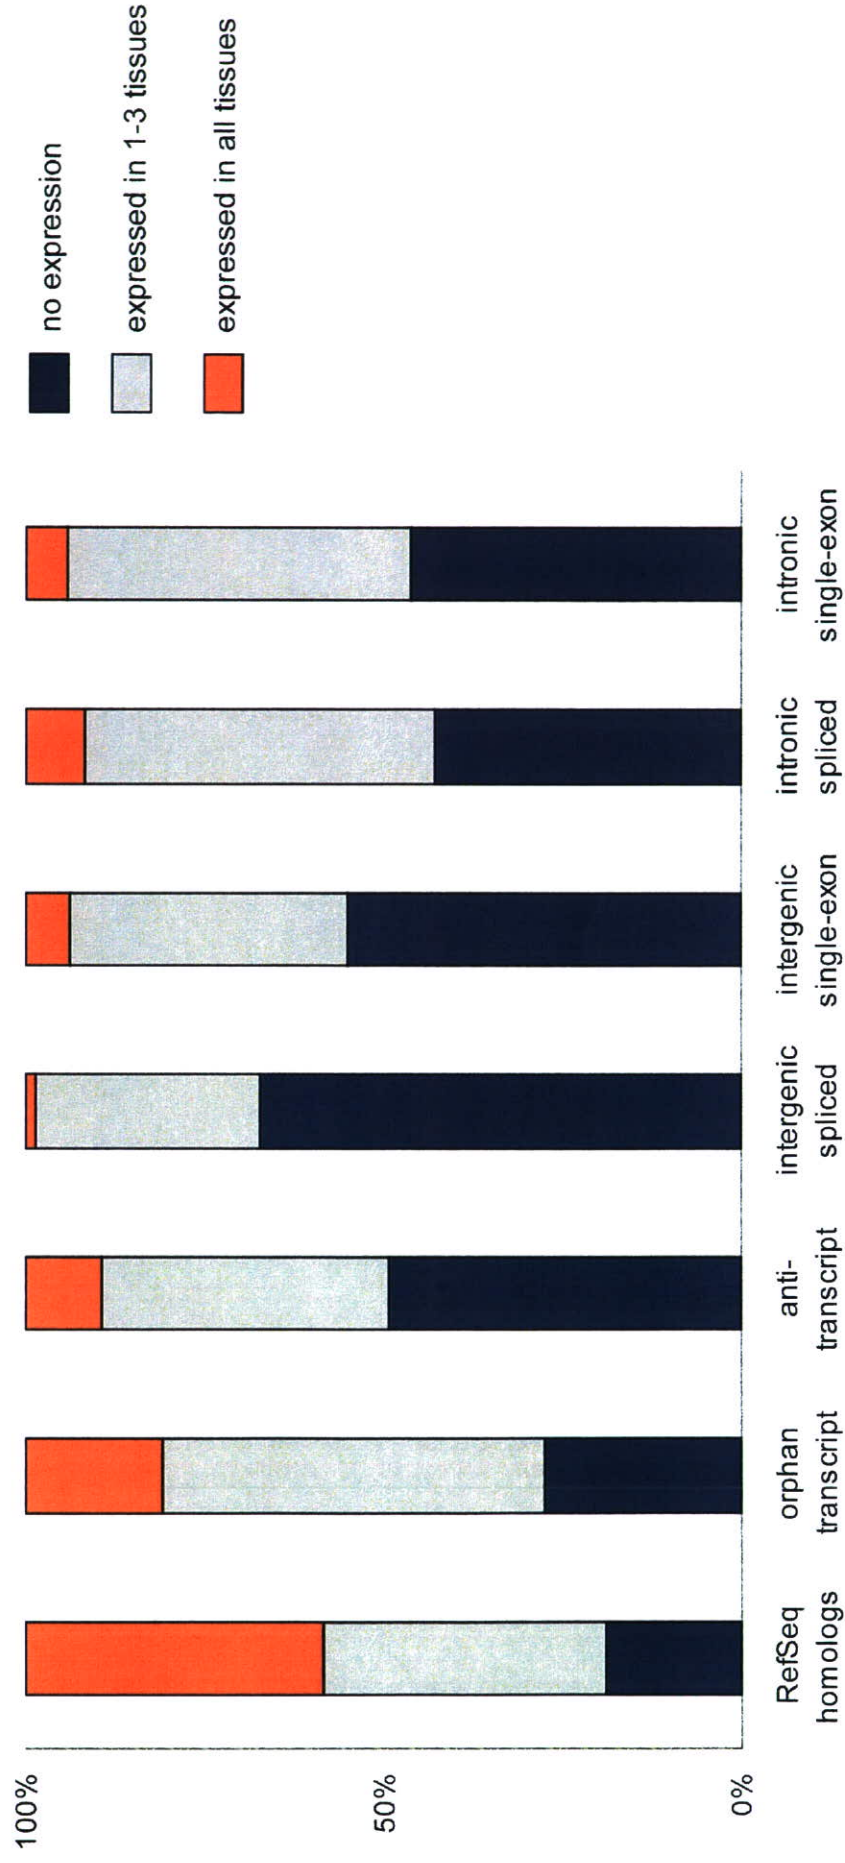 100%
50%
0%
RefSeq
homologs
orphan
transcript
anti-
transcript
intergenic
spliced
intergenic
single-exon
intronic
spliced
intronic
single-exon
no expression
expressed in 1-3 tissues
expressed in all tissues